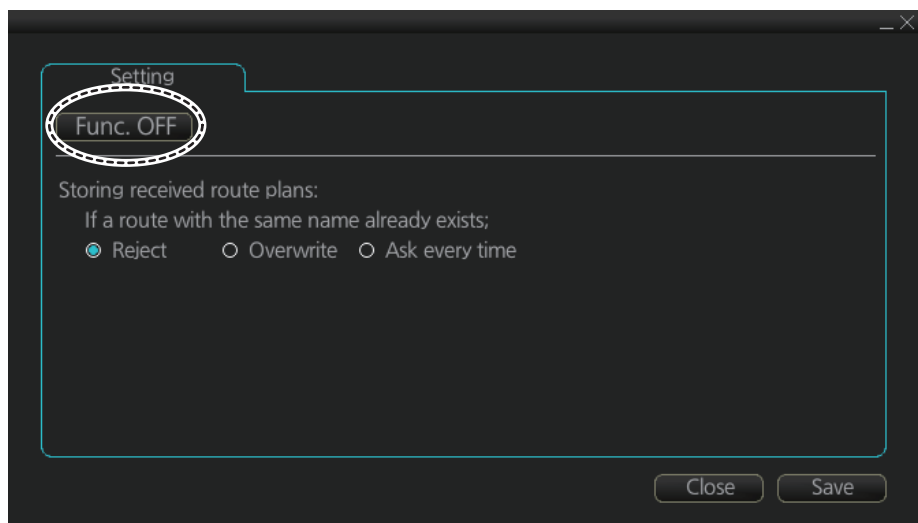 Setting
Func. OFF
Storing received route plans:
If a route with the same name already exists;
Reject Overwrite Ask every time
Close Save